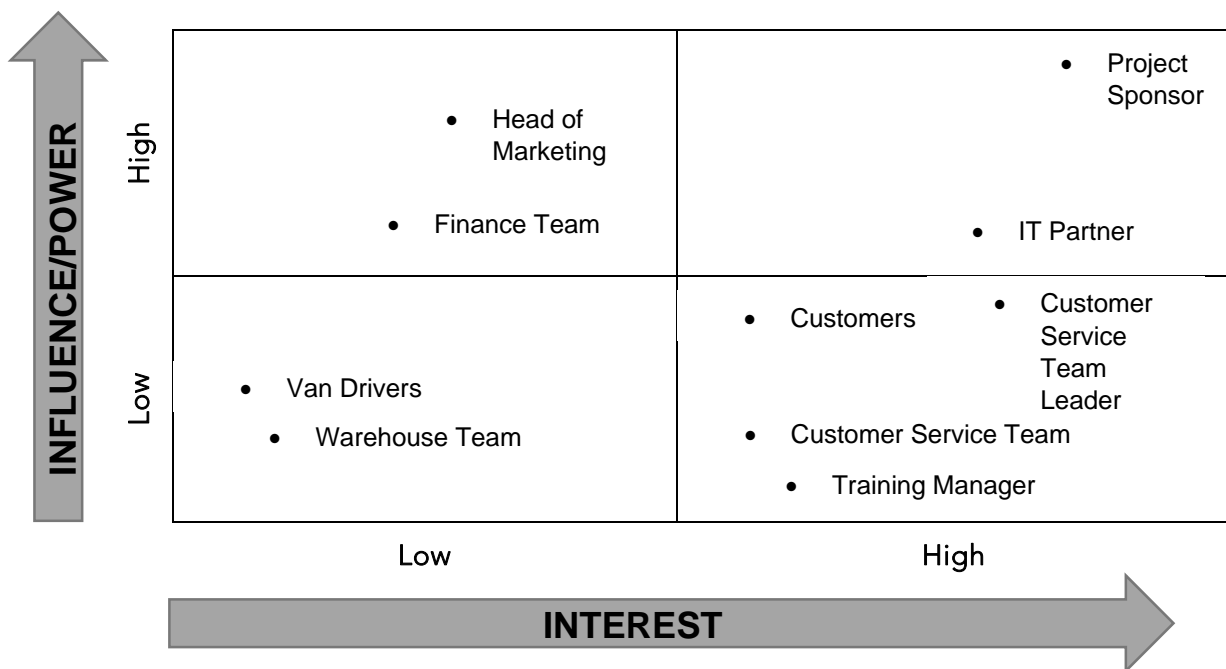 INFLUENCE/POWER
High
• Head of
Marketing
• Finance Team
• Project
Sponsor
• IT Partner
Low
• Van Drivers
• Warehouse Team
• Customers
• Customer
Service
Team
Leader
• Customer Service Team
• Training Manager
Low
High
INTEREST